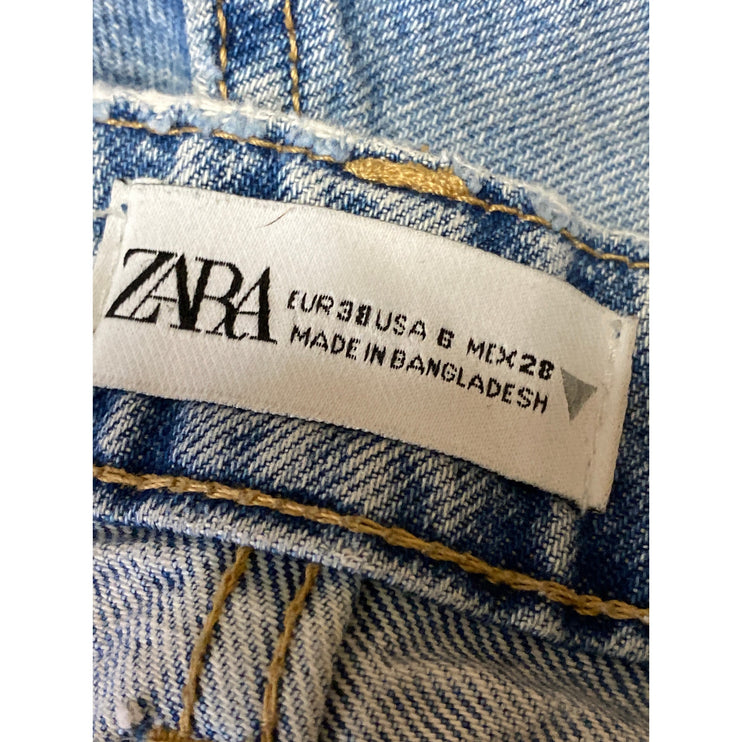 ZARA
EUR 38 USA 6 MEX 28
MADE IN BANGLADESH